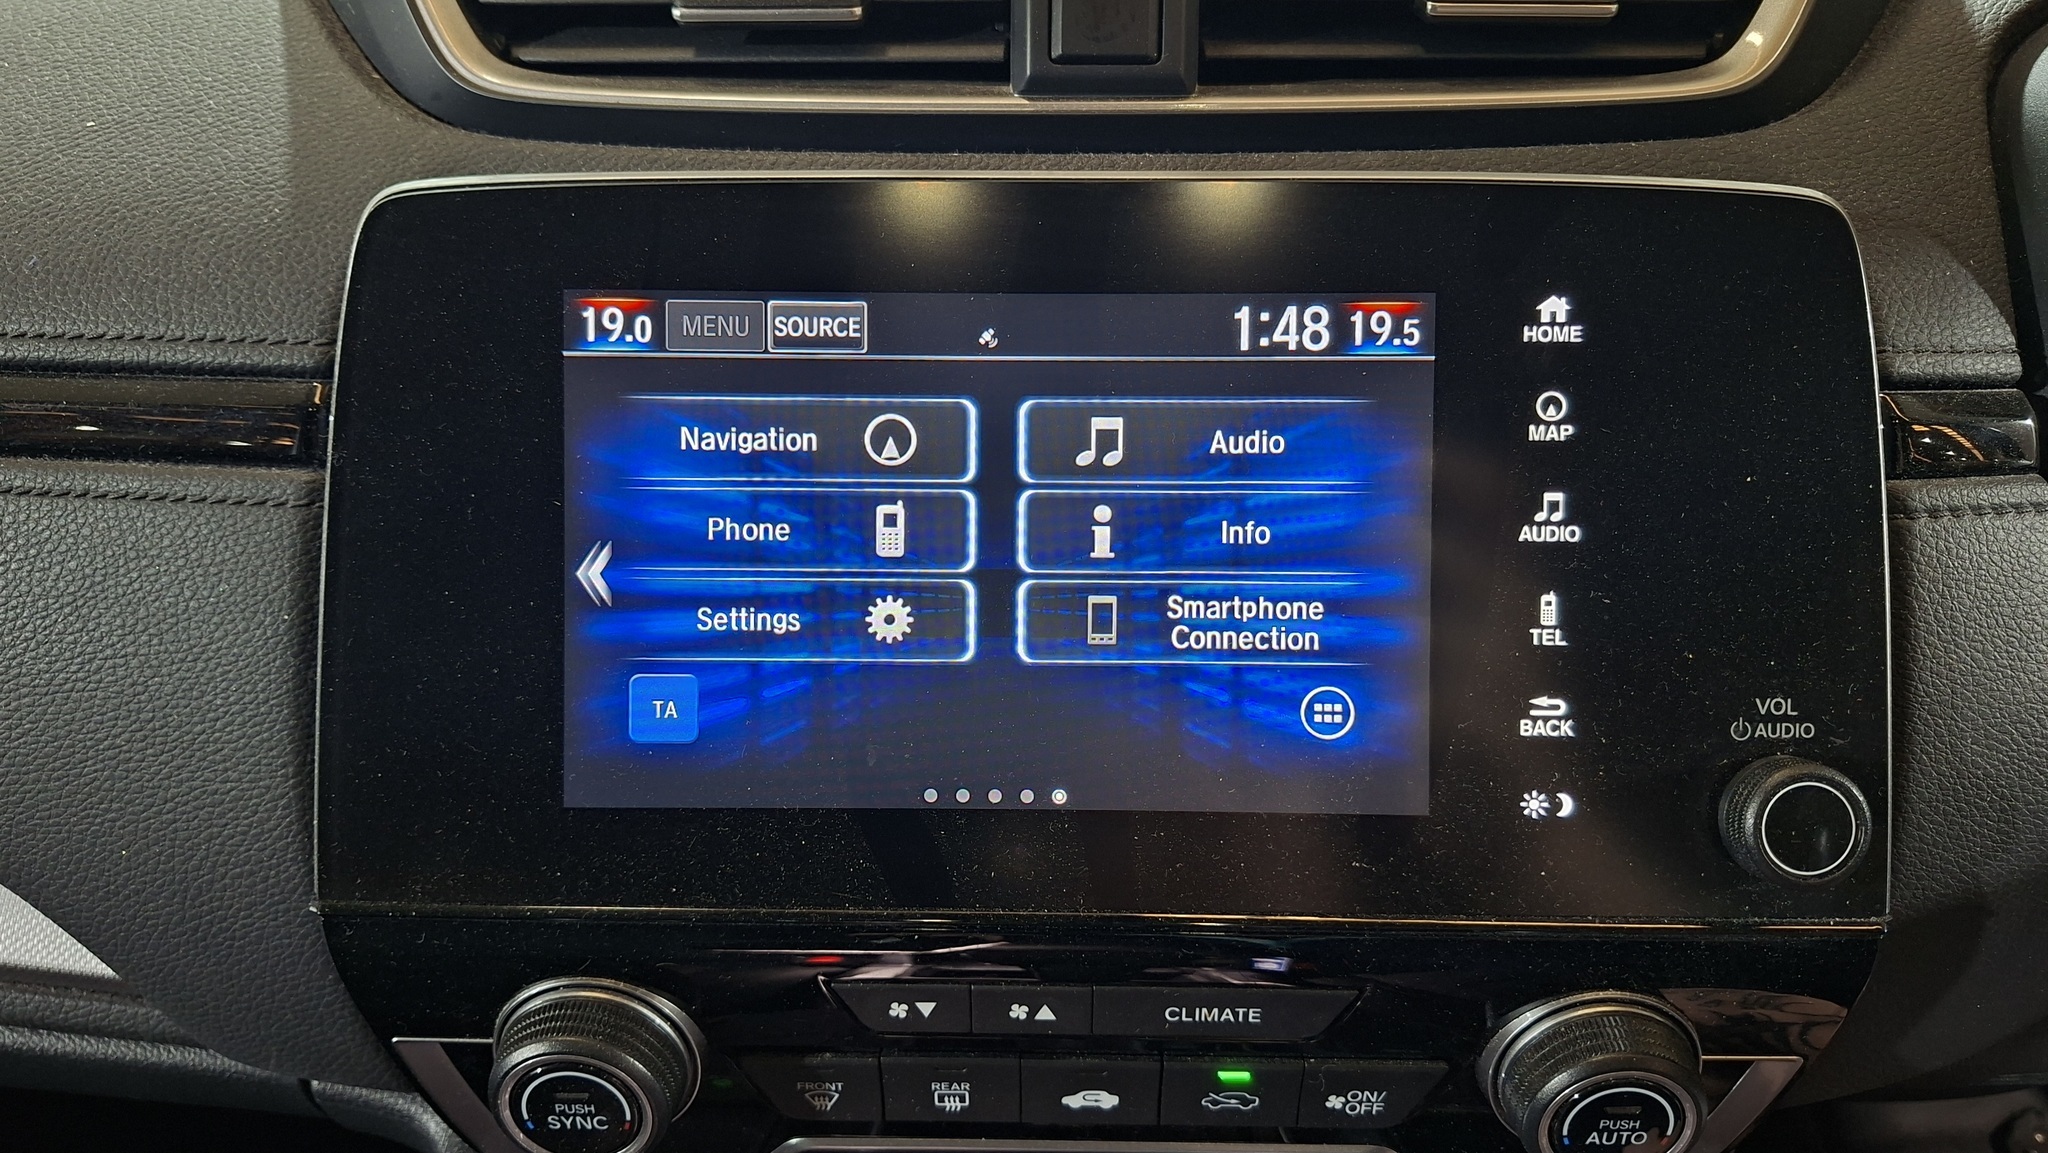 19.0 MENU SOURCE 1:48 19.5
Navigation
Audio
Phone
Info
Settings
Smartphone
Connection
TA
HOME
MAP
AUDIO
TEL
BACK
VOL
AUDIO
CLIMATE
FRONT
REAR
ON/
OFF
PUSH
SYNC
PUSH
AUTO